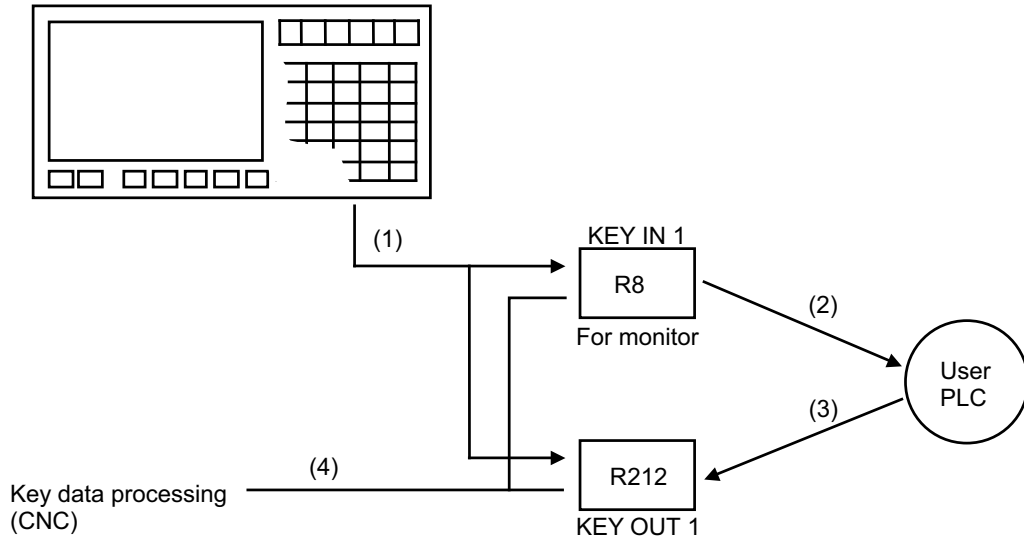 (1)
KEY IN 1
R8
For monitor
(2)
User
PLC
(3)
(4)
R212
KEY OUT 1
Key data processing
(CNC)